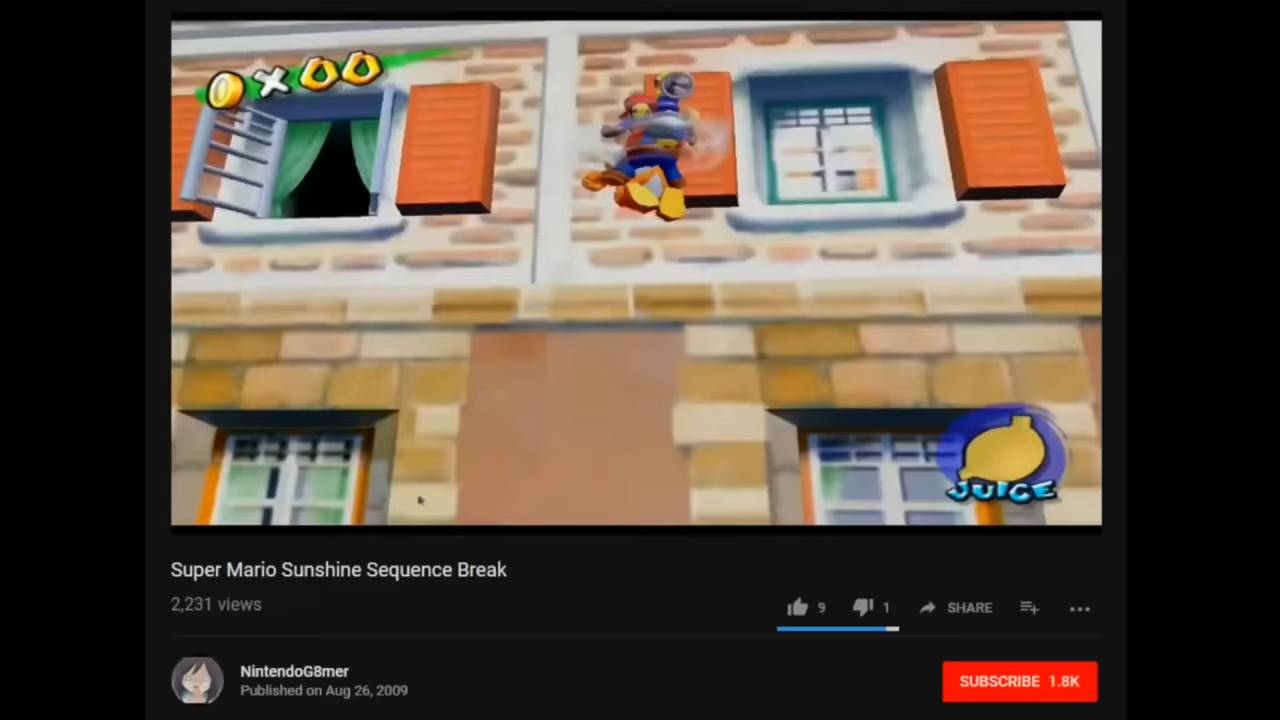 0×00
JUICE
Super Mario Sunshine Sequence Break
2,231 views
9
1
SHARE
NintendoG8mer
Published on Aug 26, 2009
SUBSCRIBE 1.8K